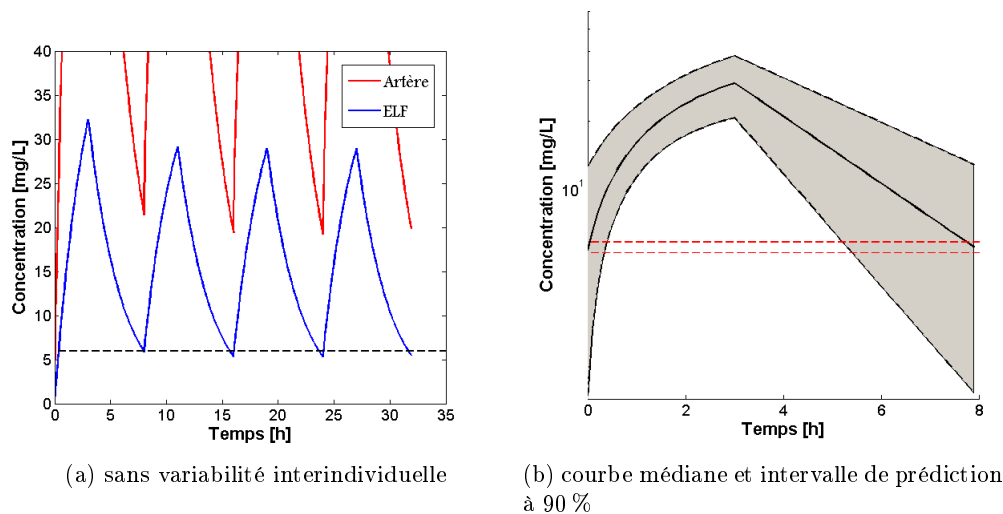 40
35
30
25
20
15
10
5
0
Concentration [mg/L]
Artère
ELF
0 5 10 15 20 25 30 35
Temps [h]
(a) sans variabilité interindividuelle
10¹
Concentration [mg/L]
0 2 4 6 8
Temps [h]
(b) courbe médiane et intervalle de prédiction
à 90 %